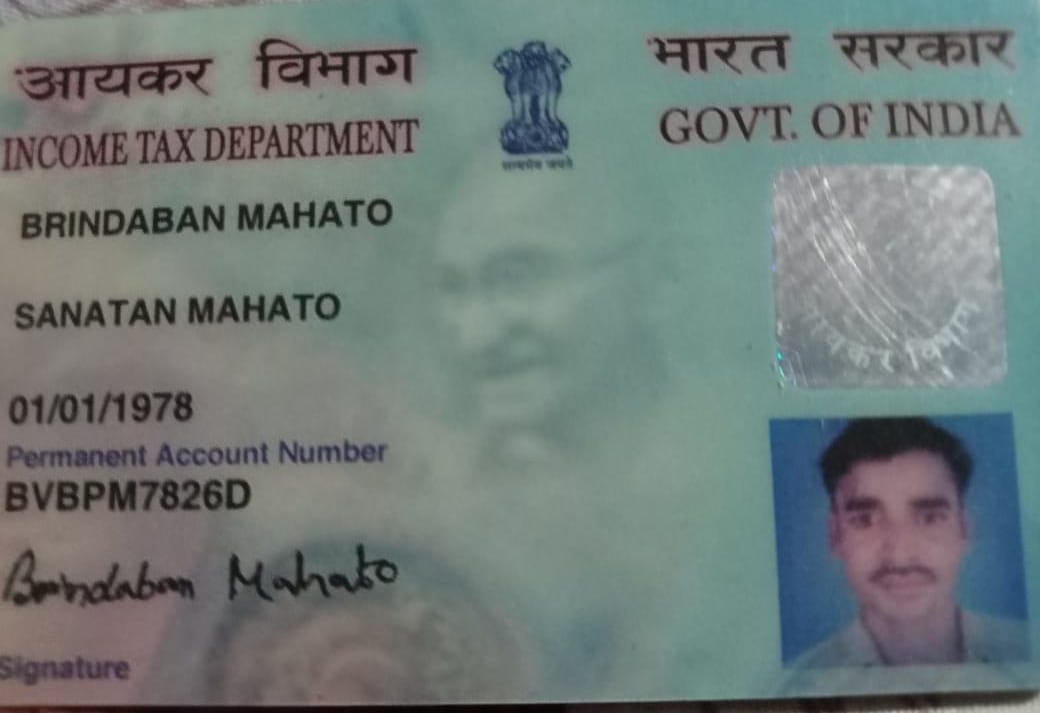 आयकर विभाग
भारत सरकार
INCOME TAX DEPARTMENT
GOVT. OF INDIA
सत्यमेव जयते
BRINDABAN MAHATO
SANATAN MAHATO
01/01/1978
Permanent Account Number
BVBPM7826D
Brindaban Mahato
Signature
आयकर विभाग